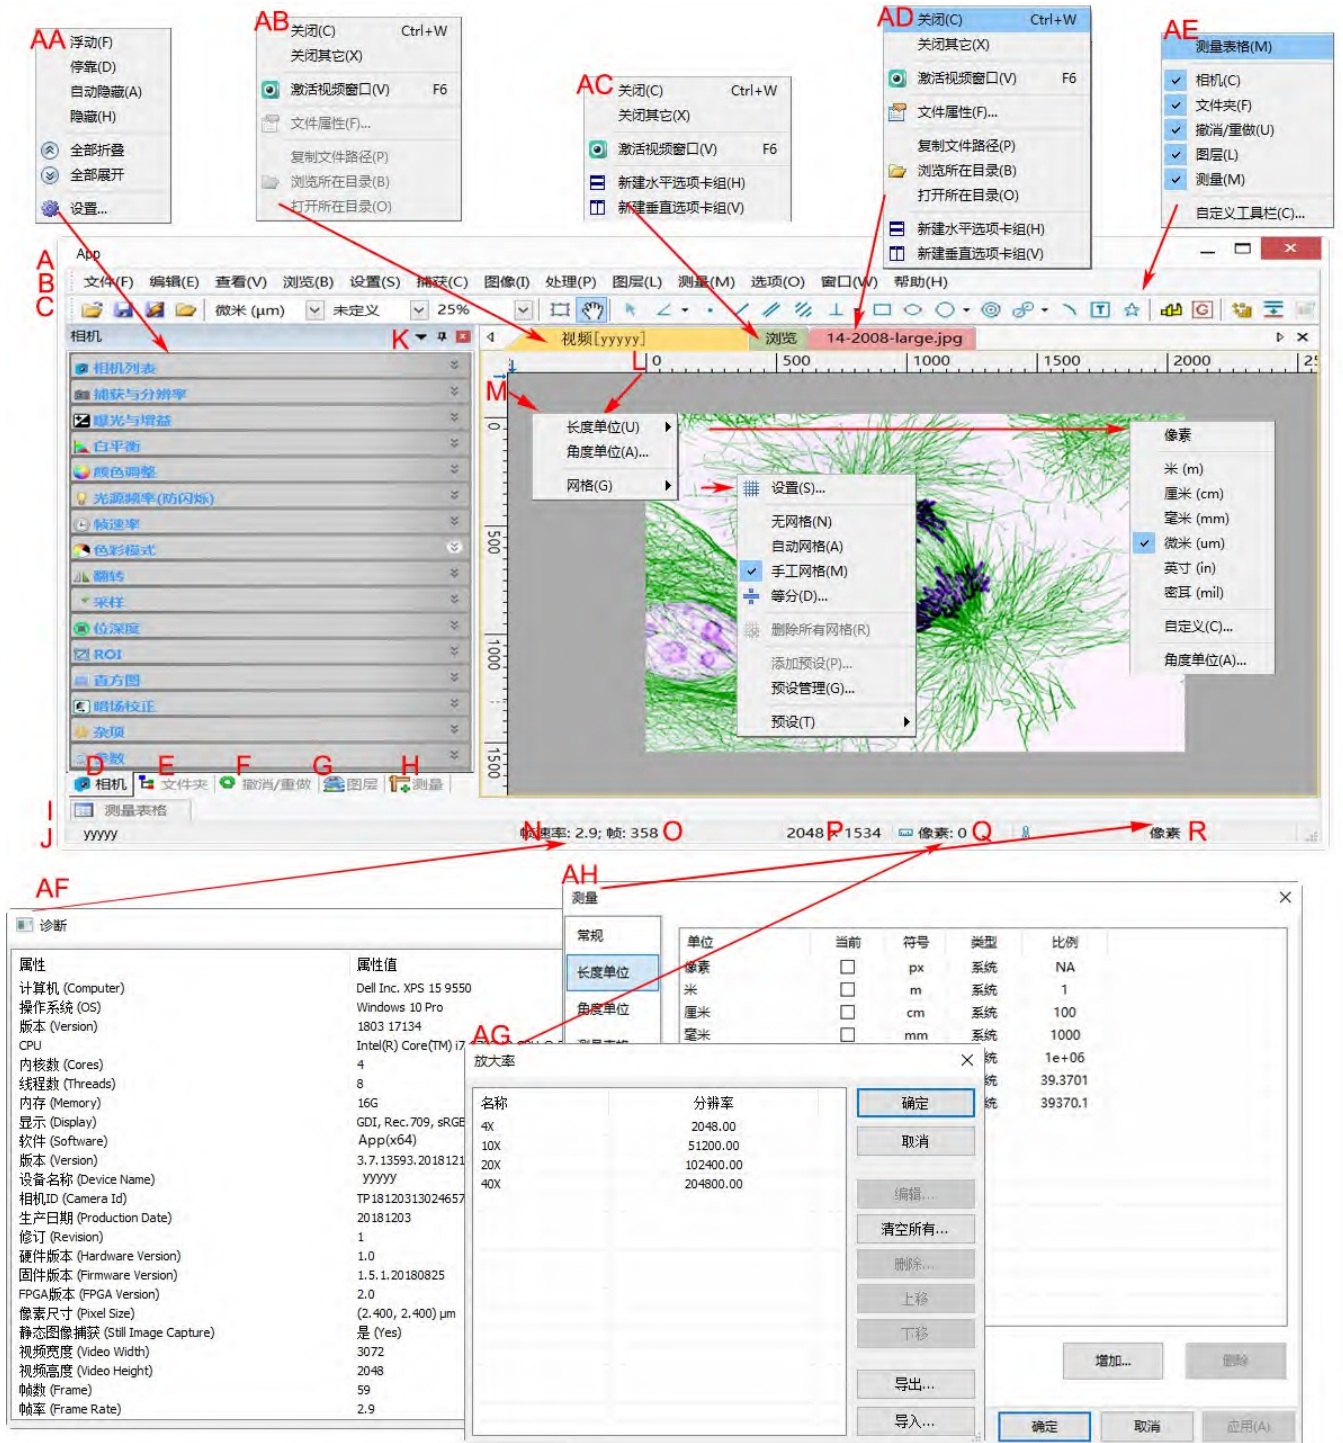 AA 浮动(F)
停靠(D)
自动隐藏(A)
隐藏(H)
全部折叠
全部展开
设置...
AB 关闭(C) Ctrl+W
关闭其它(X)
激活视频窗口(V) F6
文件属性(F)...
复制文件路径(P)
浏览所在目录(B)
打开所在目录(O)
AC 关闭(C) Ctrl+W
关闭其它(X)
激活视频窗口(V) F6
新建水平选项卡组(H)
新建垂直选项卡组(V)
AD 关闭(C) Ctrl+W
关闭其它(X)
激活视频窗口(V) F6
文件属性(F)...
复制文件路径(P)
浏览所在目录(B)
打开所在目录(O)
新建水平选项卡组(H)
新建垂直选项卡组(V)
AE
测量表格(M)
相机(C)
文件夹(F)
撤消/重做(U)
图层(L)
测量(M)
自定义工具栏(C)...
A App
B 文件(F) 编辑(E) 查看(V) 浏览(B) 设置(S) 捕获(C) 图像(I) 处理(P) 图层(L) 测量(M) 选项(O) 窗口(W) 帮助(H)
C 微米 (μm) 未定义 25%
相机 K 视频[yyyyy] 浏览 14-2008-large.jpg
L 0 500 1000 1500 2000 25
M
0
500
1000
1500
相机列表
捕获与分辨率
曝光与增益
白平衡
颜色调整
光源频率(防闪烁)
帧速率
色彩模式
翻转
采样
位深度
ROI
直方图
暗场校正
杂项
参数
长度单位(U)
角度单位(A)...
网格(G)
设置(S)...
无网格(N)
自动网格(A)
手工网格(M)
等分(D)...
删除所有网格(R)
添加预设(P)...
预设管理(G)...
预设(T)
像素
米 (m)
厘米 (cm)
毫米 (mm)
微米 (um)
英寸 (in)
密耳 (mil)
自定义(C)...
角度单位(A)...
D E F G H
相机 文件夹 撤消/重做 图层 测量
I 测量表格
J yyyyy N 帧速率: 2.9; 帧: 358 O 2048 × 1534 P 像素: 0 Q 像素 R
AF
诊断
属性 属性值
计算机 (Computer) Dell Inc. XPS 15 9550
操作系统 (OS) Windows 10 Pro
版本 (Version) 1803 17134
CPU Intel(R) Core(TM) i7
内核数 (Cores) 4
线程数 (Threads) 8
内存 (Memory) 16G
显示 (Display) GDI, Rec.709, sRGB
软件 (Software) App(x64)
版本 (Version) 3.7.13593.2018121
设备名称 (Device Name) yyyyy
相机ID (Camera Id) TP18120313024657
生产日期 (Production Date) 20181203
修订 (Revision) 1
硬件版本 (Hardware Version) 1.0
固件版本 (Firmware Version) 1.5.1.20180825
FPGA版本 (FPGA Version) 2.0
像素尺寸 (Pixel Size) (2.400, 2.400) μm
静态图像捕获 (Still Image Capture) 是 (Yes)
视频宽度 (Video Width) 3072
视频高度 (Video Height) 2048
帧数 (Frame) 59
帧率 (Frame Rate) 2.9
AH
测量
常规
长度单位
角度单位
测量表格
单位 当前 符号 类型 比例
像素 px 系统 NA
米 m 系统 1
厘米 cm 系统 100
毫米 mm 系统 1000
统 1e+06
统 39.3701
统 39370.1
增加... 删除
确定 取消 应用(A)
AG
放大率
名称 分辨率
4X 2048.00
10X 51200.00
20X 102400.00
40X 204800.00
确定
取消
编辑...
清空所有...
删除...
上移
下移
导出...
导入...